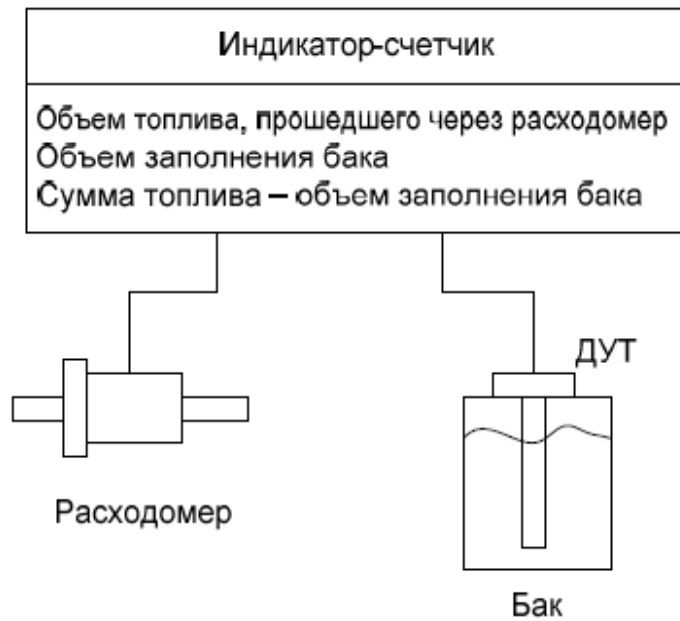 Индикатор-счетчик
Объем топлива, прошедшего через расходомер
Объем заполнения бака
Сумма топлива – объем заполнения бака
ДУТ
Расходомер
Бак